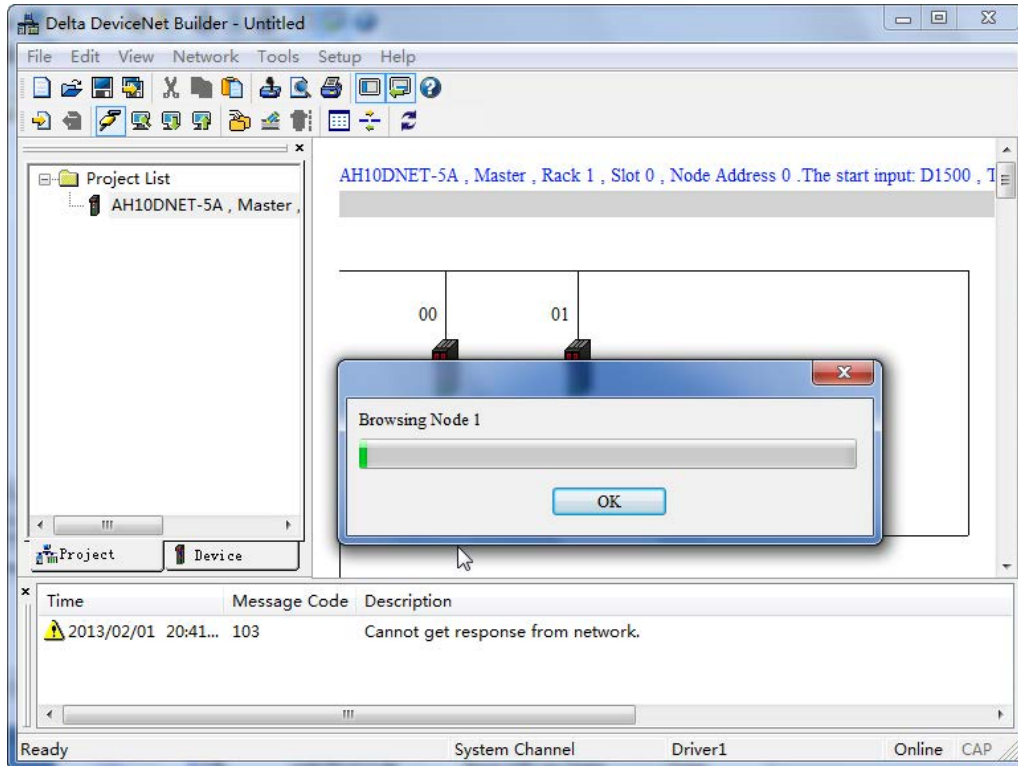 Delta DeviceNet Builder - Untitled
File Edit View Network Tools Setup Help
Project List
AH10DNET-5A , Master ,
AH10DNET-5A , Master , Rack 1 , Slot 0 , Node Address 0 .The start input: D1500 , T
00 01
Browsing Node 1
OK
Project Device
Time Message Code Description
2013/02/01 20:41... 103 Cannot get response from network.
Ready System Channel Driver1 Online CAP